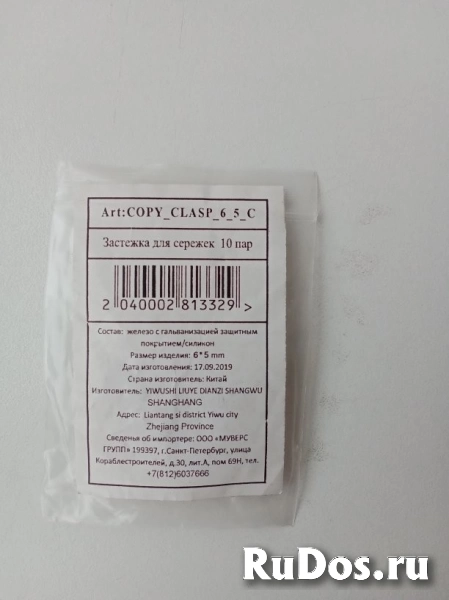 Art:COPY_CLASP_6_5_C
Застежка для сережек 10 пар
2 040002 813329 >
Состав: железо с гальванизацией защитным
покрытием/силикон
Размер изделия: 6*5 mm
Дата изготовления: 17.09.2019
Страна изготовитель: Китай
Изготовитель: YIWUSHI LIUYE DIANZI SHANGWU
SHANGHANG
Адрес: Liantang si district Yiwu city
Zhejiang Province
Сведенья об импортере: ООО «МУВЕРС
ГРУПП» 199397, г.Санкт-Петербург, улица
Кораблестроителей, д.30, лит.А, пом 69Н, тел.
+7(812)6037666
RuDos.ru